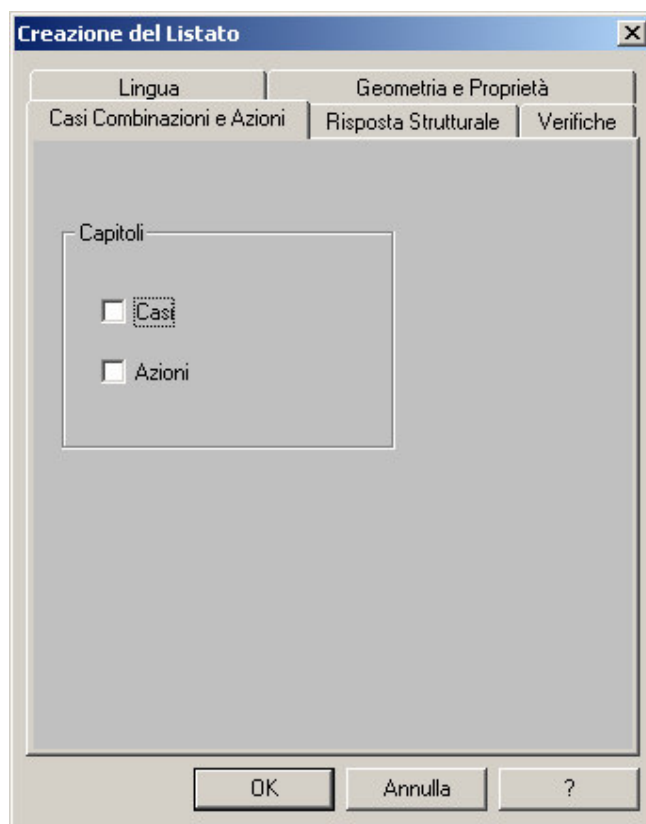 Creazione del Listato
Lingua Geometria e Proprietà
Casi Combinazioni e Azioni Risposta Strutturale Verifiche
Capitoli
Casi
Azioni
OK Annulla ?